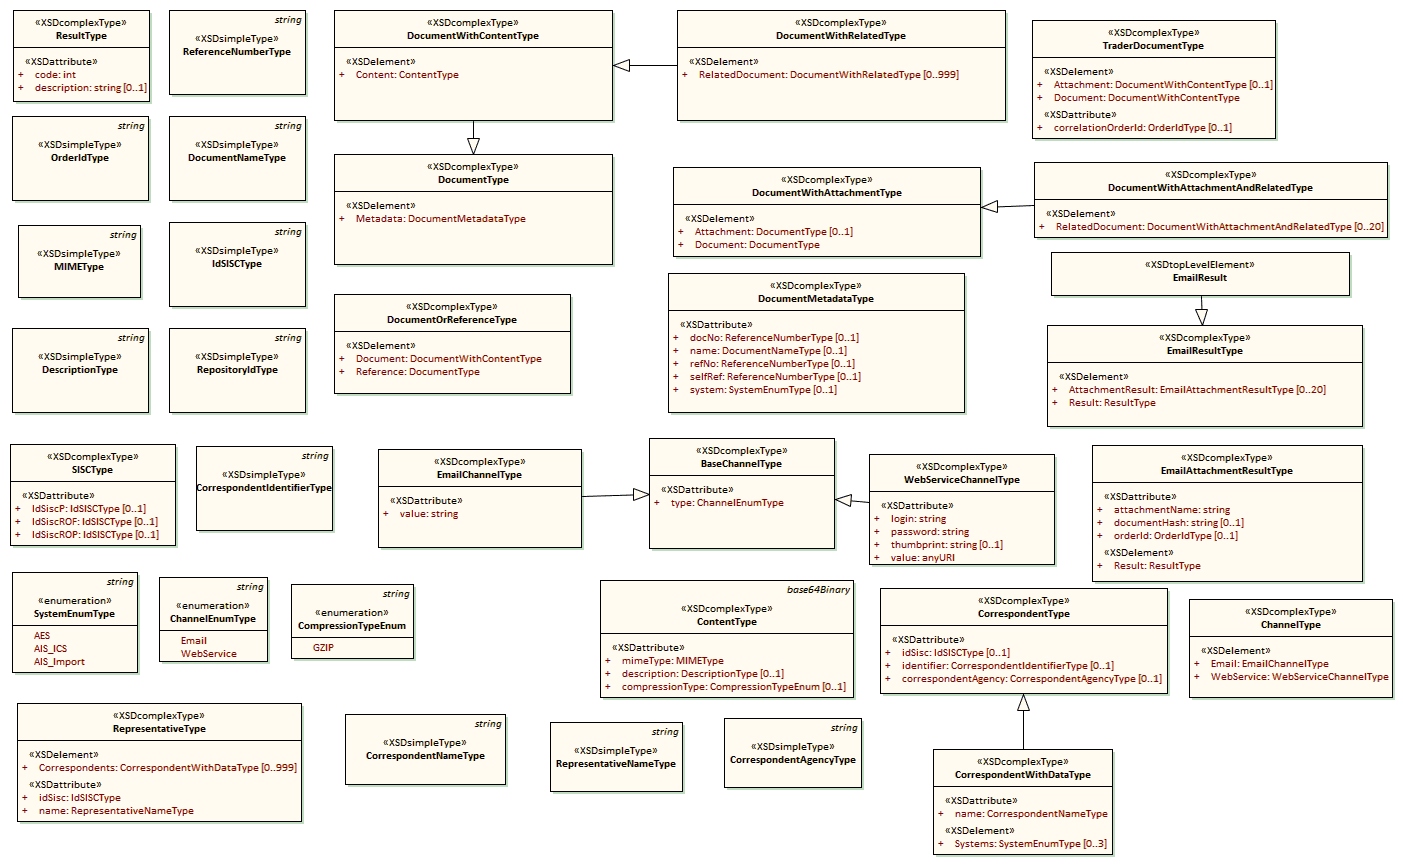 «XSDcomplexType»
ResultType
«XSDattribute»
+ code: int
+ description: string [0..1]
string
«XSDsimpleType»
ReferenceNumberType
«XSDcomplexType»
DocumentWithContentType
«XSDelement»
+ Content: ContentType
«XSDcomplexType»
DocumentWithRelatedType
«XSDelement»
+ RelatedDocument: DocumentWithRelatedType [0..999]
«XSDcomplexType»
TraderDocumentType
«XSDelement»
+ Attachment: DocumentWithContentType [0..1]
+ Document: DocumentWithContentType
«XSDattribute»
+ correlationOrderId: OrderIdType [0..1]
string
«XSDsimpleType»
OrderIdType
string
«XSDsimpleType»
DocumentNameType
«XSDcomplexType»
DocumentType
«XSDelement»
+ Metadata: DocumentMetadataType
«XSDcomplexType»
DocumentWithAttachmentType
«XSDelement»
+ Attachment: DocumentType [0..1]
+ Document: DocumentType
«XSDcomplexType»
DocumentWithAttachmentAndRelatedType
«XSDelement»
+ RelatedDocument: DocumentWithAttachmentAndRelatedType [0..20]
string
«XSDsimpleType»
MIMEType
string
«XSDsimpleType»
IdSISCType
«XSDtopLevelElement»
EmailResult
«XSDcomplexType»
DocumentOrReferenceType
«XSDelement»
+ Document: DocumentWithContentType
+ Reference: DocumentType
«XSDcomplexType»
DocumentMetadataType
«XSDattribute»
+ docNo: ReferenceNumberType [0..1]
+ name: DocumentNameType [0..1]
+ refNo: ReferenceNumberType [0..1]
+ selfRef: ReferenceNumberType [0..1]
+ system: SystemEnumType [0..1]
«XSDcomplexType»
EmailResultType
«XSDelement»
+ AttachmentResult: EmailAttachmentResultType [0..20]
+ Result: ResultType
string
«XSDsimpleType»
DescriptionType
string
«XSDsimpleType»
RepositoryIdType
«XSDcomplexType»
SISCType
«XSDattribute»
+ IdSiscP: IdSISCType [0..1]
+ IdSiscROF: IdSISCType [0..1]
+ IdSiscROP: IdSISCType [0..1]
string
«XSDsimpleType»
CorrespondentIdentifierType
«XSDcomplexType»
EmailChannelType
«XSDattribute»
+ value: string
«XSDcomplexType»
BaseChannelType
«XSDattribute»
+ type: ChannelEnumType
«XSDcomplexType»
WebServiceChannelType
«XSDattribute»
+ login: string
+ password: string
+ thumbprint: string [0..1]
+ value: anyURI
«XSDcomplexType»
EmailAttachmentResultType
«XSDattribute»
+ attachmentName: string
+ documentHash: string [0..1]
+ orderId: OrderIdType [0..1]
«XSDelement»
+ Result: ResultType
string
«enumeration»
SystemEnumType
AES
AIS_ICS
AIS_Import
string
«enumeration»
ChannelEnumType
Email
WebService
string
«enumeration»
CompressionTypeEnum
GZIP
base64Binary
«XSDcomplexType»
ContentType
«XSDattribute»
+ mimeType: MIMEType
+ description: DescriptionType [0..1]
+ compressionType: CompressionTypeEnum [0..1]
«XSDcomplexType»
CorrespondentType
«XSDattribute»
+ idSisc: IdSISCType [0..1]
+ identifier: CorrespondentIdentifierType [0..1]
+ correspondentAgency: CorrespondentAgencyType [0..1]
«XSDcomplexType»
ChannelType
«XSDelement»
+ Email: EmailChannelType
+ WebService: WebServiceChannelType
«XSDcomplexType»
RepresentativeType
«XSDelement»
+ Correspondents: CorrespondentWithDataType [0..999]
«XSDattribute»
+ idSisc: IdSISCType
+ name: RepresentativeNameType
string
«XSDsimpleType»
CorrespondentNameType
string
«XSDsimpleType»
RepresentativeNameType
string
«XSDsimpleType»
CorrespondentAgencyType
«XSDcomplexType»
CorrespondentWithDataType
«XSDattribute»
+ name: CorrespondentNameType
«XSDelement»
+ Systems: SystemEnumType [0..3]